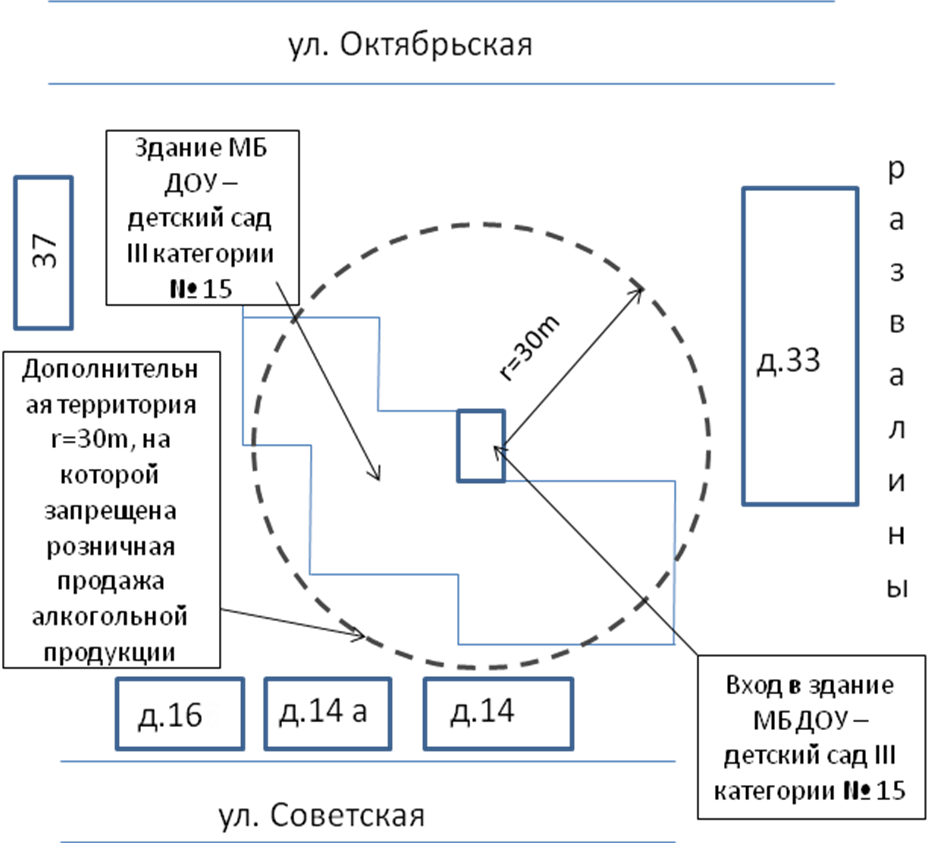 ул. Октябрьская
Здание МБ
ДОУ –
детский сад
III категории
№ 15
37
r=30m
д.33
р
а
з
в
а
л
и
н
ы
Дополнительн
ая территория
r=30m, на
которой
запрещена
розничная
продажа
алкогольной
продукции
д.16
д.14 а
д.14
Вход в здание
МБДОУ –
детский сад III
категории № 15
ул. Советская